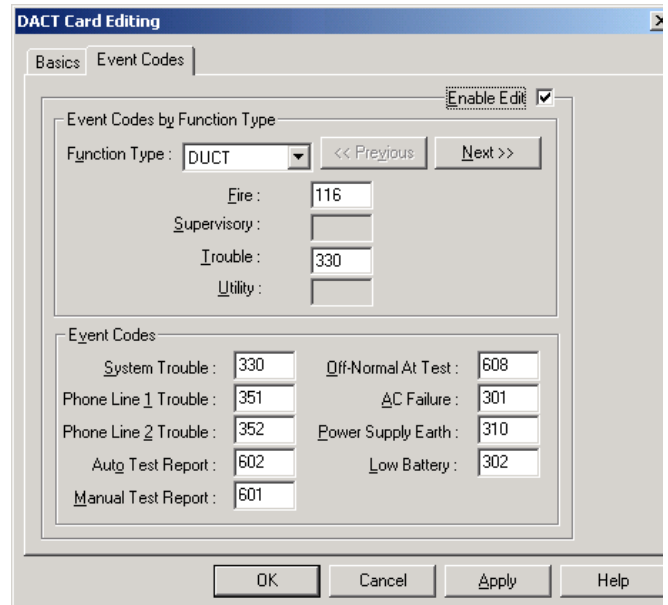 DACT Card Editing
Basics Event Codes
Enable Edit
Event Codes by Function Type
Function Type : DUCT << Previous Next >>
Fire : 116
Supervisory :
Trouble : 330
Utility :
Event Codes
System Trouble : 330 Off-Normal At Test : 608
Phone Line 1 Trouble : 351 AC Failure : 301
Phone Line 2 Trouble : 352 Power Supply Earth : 310
Auto Test Report : 602 Low Battery : 302
Manual Test Report : 601
OK Cancel Apply Help